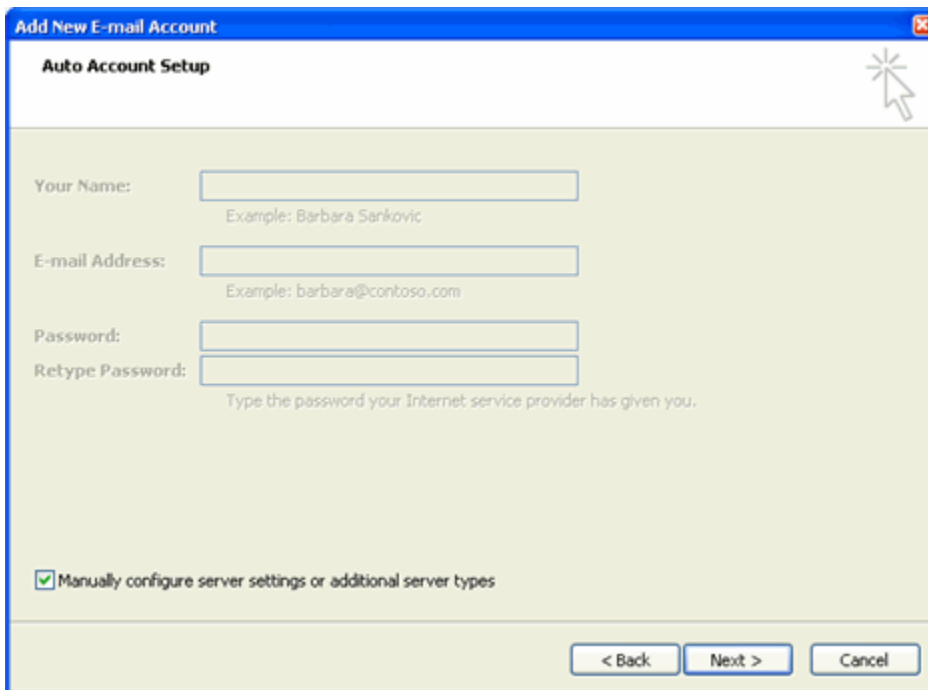 Add New E-mail Account
Auto Account Setup
Your Name:
Example: Barbara Sankovic
E-mail Address:
Example: barbara@contoso.com
Password:
Retype Password:
Type the password your Internet service provider has given you.
Manually configure server settings or additional server types
< Back Next > Cancel